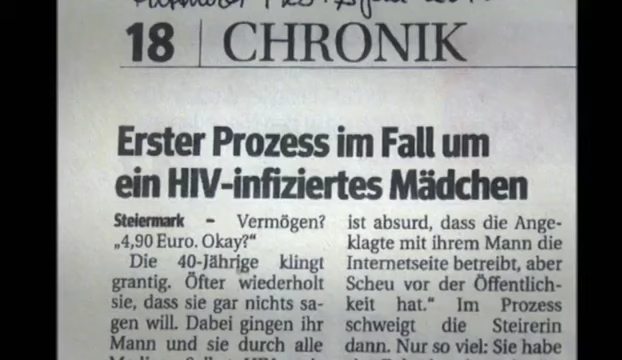 18 | CHRONIK
Erster Prozess im Fall um
ein HIV-infiziertes Mädchen
Steiermark – Vermögen?
„4,90 Euro. Okay?“
Die 40-Jährige klingt
grantig. Öfter wiederholt
sie, dass sie gar nichts sa-
gen will. Dabei gingen ihr
Mann und sie durch alle
ist absurd, dass die Ange-
klagte mit ihrem Mann die
Internetseite betreibt, aber
Scheu vor der Öffentlich-
keit hat.“ Im Prozess
schweigt die Steirerin
dann. Nur so viel: Sie habe